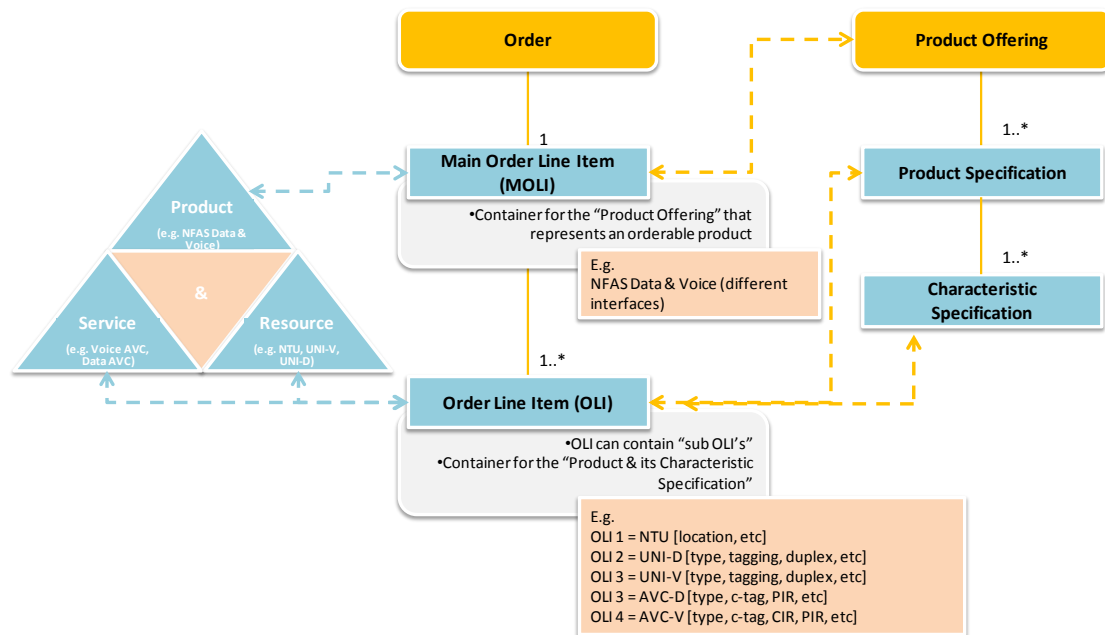 Order
Product Offering
1
1..*
Main Order Line Item
(MOLI)
Product Specification
•Container for the “Product Offering” that
represents an orderable product
Product
(e.g. NFAS Data &
Voice)
E.g.
NFAS Data & Voice (different
interfaces)
1..*
Characteristic
Specification
&
Service
(e.g. Voice AVC,
Data AVC)
Resource
(e.g. NTU, UNI-V,
UNI-D)
1..*
Order Line Item (OLI)
•OLI can contain “sub OLI’s”
•Container for the “Product & its Characteristic
Specification”
E.g.
OLI 1 = NTU [location, etc]
OLI 2 = UNI-D [type, tagging, duplex, etc]
OLI 3 = UNI-V [type, tagging, duplex, etc]
OLI 3 = AVC-D [type, c-tag, PIR, etc]
OLI 4 = AVC-V [type, c-tag, CIR, PIR, etc]